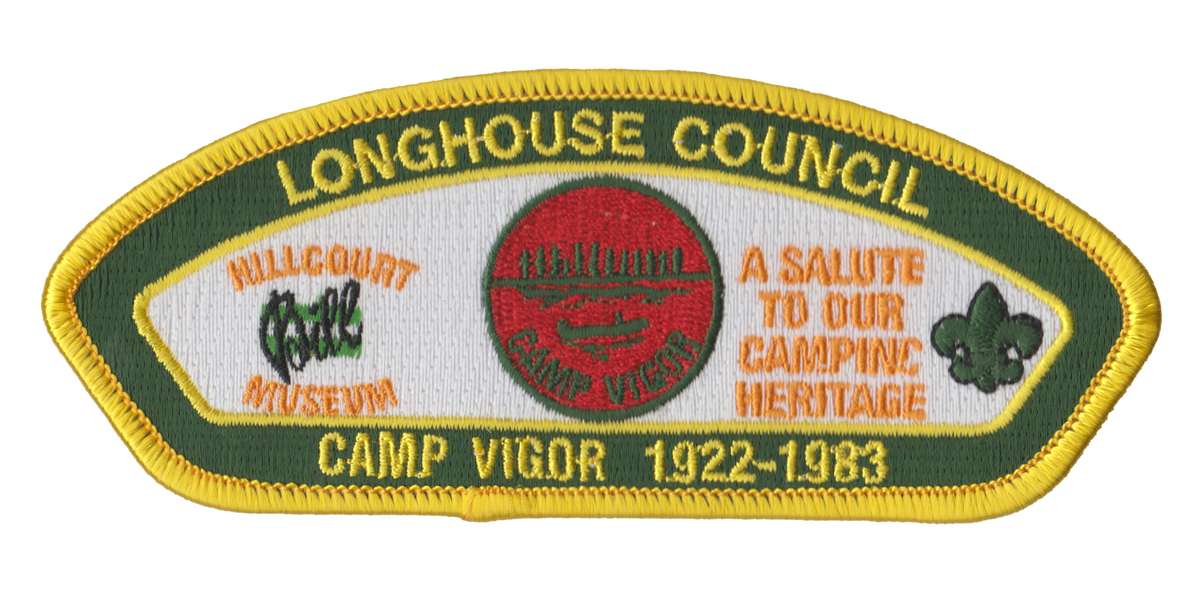 LONGHOUSE COUNCIL
HILLCOURT
Bill
MUSEUM
CAMP VIGOR
A SALUTE
TO OUR
CAMPING
HERITAGE
CAMP VIGOR 1922-1983